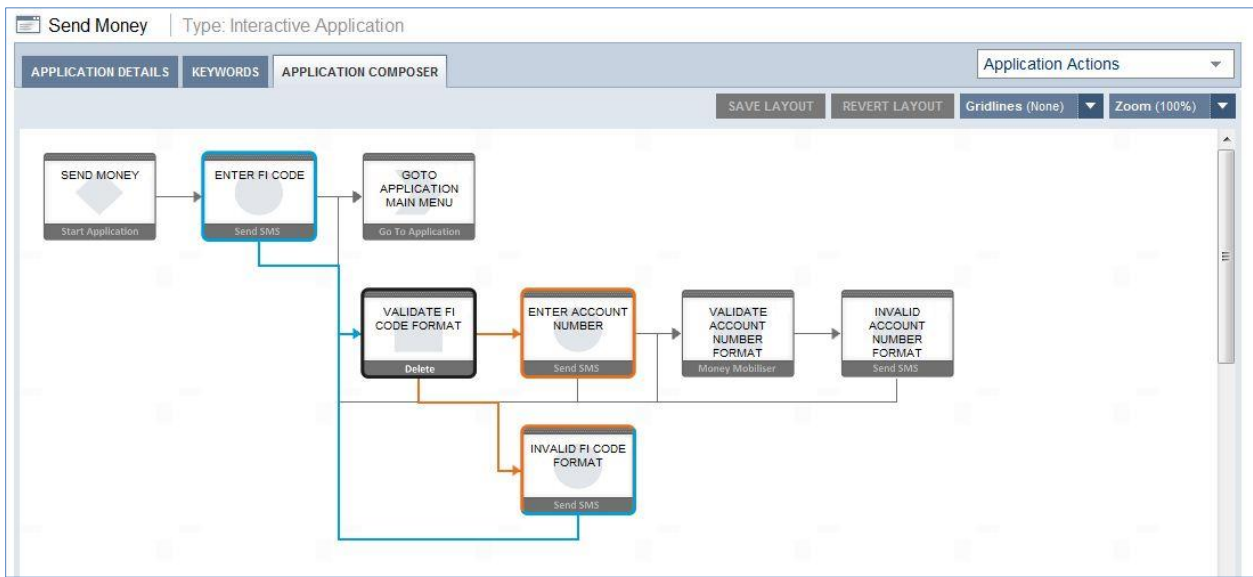 Send Money Type: Interactive Application
APPLICATION DETAILS KEYWORDS APPLICATION COMPOSER Application Actions
SAVE LAYOUT REVERT LAYOUT Gridlines (None) Zoom (100%)
SEND MONEY
Start Application
ENTER FI CODE
Send SMS
GOTO
APPLICATION
MAIN MENU
Go To Application
VALIDATE FI
CODE FORMAT
Delete
ENTER ACCOUNT
NUMBER
Send SMS
VALIDATE
ACCOUNT
NUMBER
FORMAT
Money Mobiliser
INVALID
ACCOUNT
NUMBER
FORMAT
Send SMS
INVALID FI CODE
FORMAT
Send SMS